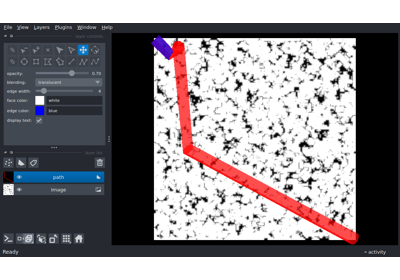 File View Layers Plugins Window Help
opacity: 0.70
blending: translucent
edge width:
face color: white
edge color: blue
display text:
path
image
Ready
activity